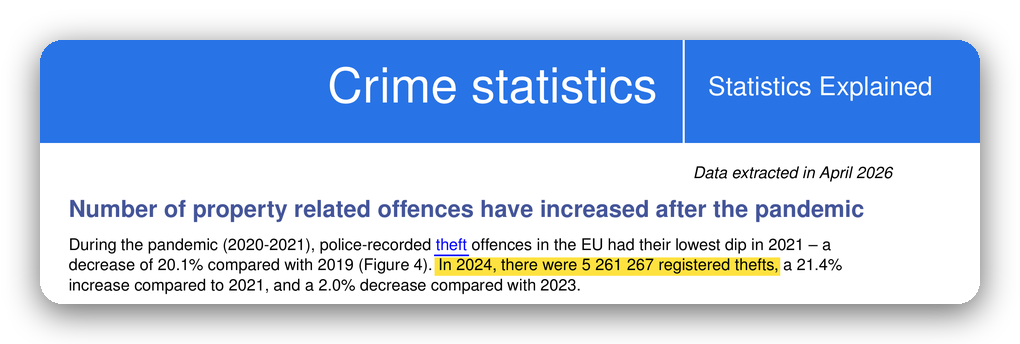 Crime statistics
Statistics Explained
Data extracted in April 2026
Number of property related offences have increased after the pandemic
During the pandemic (2020-2021), police-recorded theft offences in the EU had their lowest dip in 2021 – a
decrease of 20.1% compared with 2019 (Figure 4). In 2024, there were 5 261 267 registered thefts, a 21.4%
increase compared to 2021, and a 2.0% decrease compared with 2023.